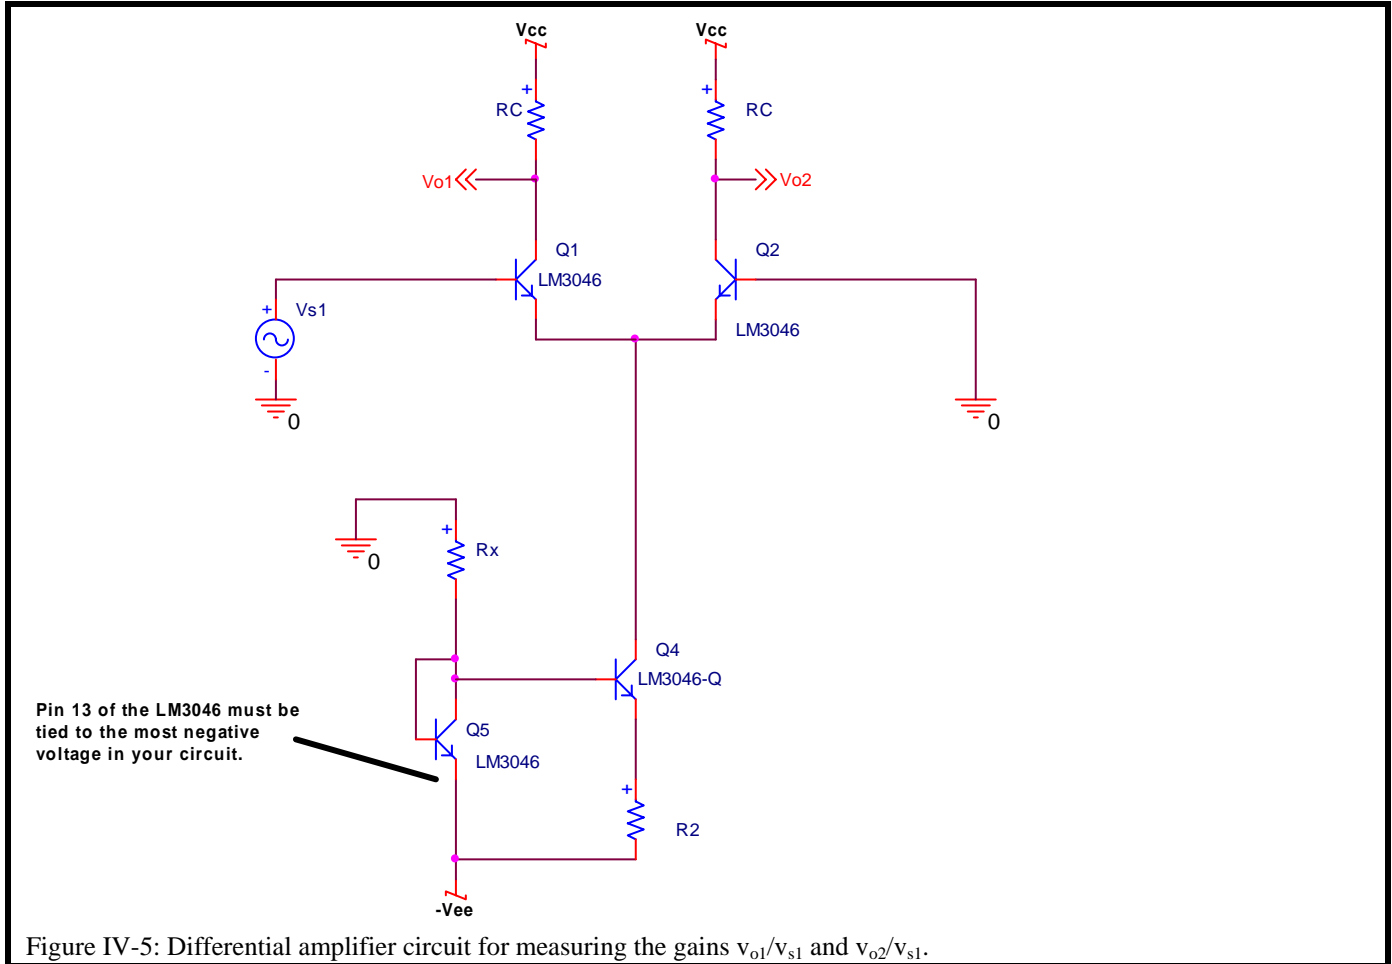 Vcc
Vcc
+
RC
+
RC
Vo1
Vo2
Q1
LM3046
Q2
LM3046
+
Vs1
-
0
0
+
Rx
0
Q4
LM3046-Q
Pin 13 of the LM3046 must be
tied to the most negative
voltage in your circuit.
Q5
LM3046
+
R2
-Vee
Figure IV-5: Differential amplifier circuit for measuring the gains vo1/vs1 and vo2/vs1.